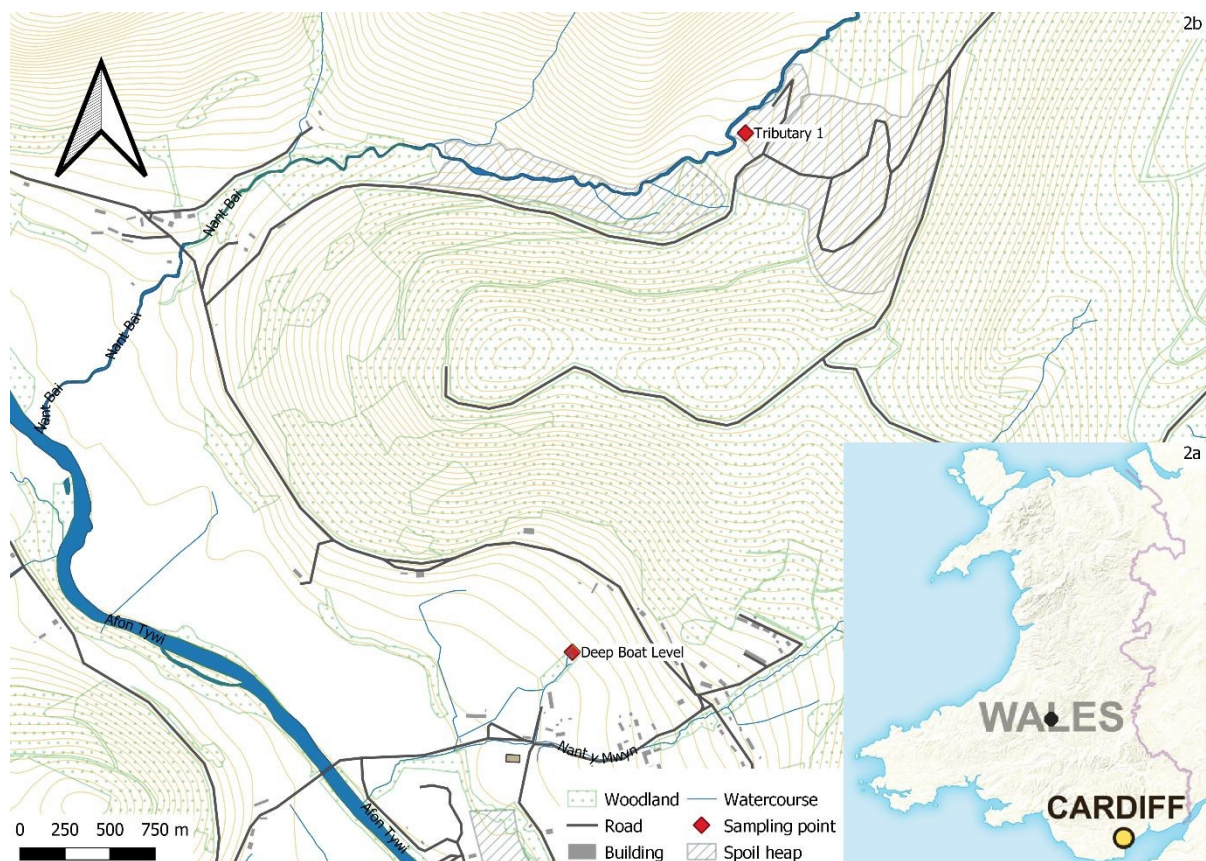 2b
Tributary 1
Nant Bai
Nant Bai
Nant Bai
2a
WALES
CARDIFF
Afon Tywi
Deep Boat Level
Nant y Mwyn
Afon Tywi
0 250 500 750 m
Woodland
Road
Building
Watercourse
Sampling point
Spoil heap